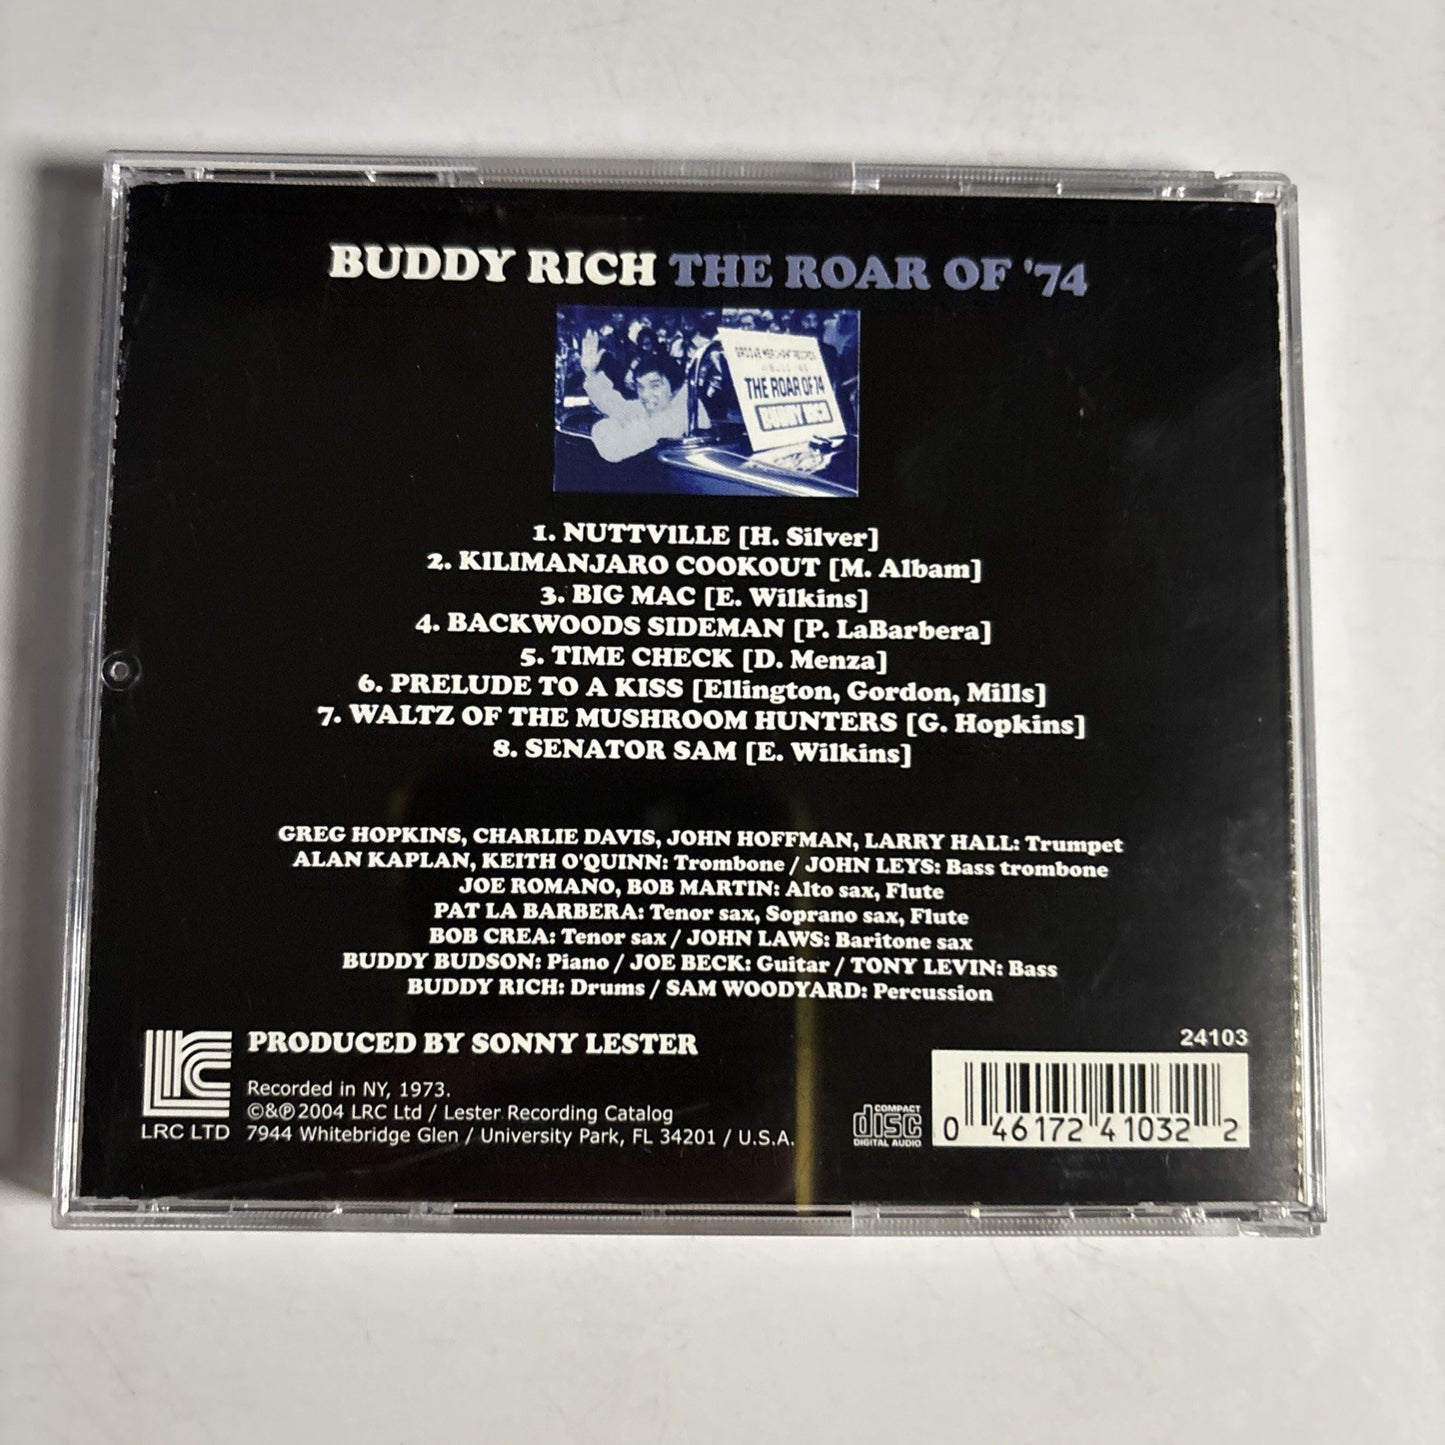 BUDDY RICH THE ROAR OF '74
GROOVE MERCHANT RECORDS
THE ROAR OF 74
BUDDY RICH
1. NUTTVILLE [H. Silver]
2. KILIMANJARO COOKOUT [M. Albam]
3. BIG MAC [E. Wilkins]
4. BACKWOODS SIDEMAN [P. LaBarbera]
5. TIME CHECK [D. Menza]
6. PRELUDE TO A KISS [Ellington, Gordon, Mills]
7. WALTZ OF THE MUSHROOM HUNTERS [G. Hopkins]
8. SENATOR SAM [E. Wilkins]
GREG HOPKINS, CHARLIE DAVIS, JOHN HOFFMAN, LARRY HALL: Trumpet
ALAN KAPLAN, KEITH O'QUINN: Trombone / JOHN LEYS: Bass trombone
JOE ROMANO, BOB MARTIN: Alto sax, Flute
PAT LA BARBERA: Tenor sax, Soprano sax, Flute
BOB CREA: Tenor sax / JOHN LAWS: Baritone sax
BUDDY BUDSON: Piano / JOE BECK: Guitar / TONY LEVIN: Bass
BUDDY RICH: Drums / SAM WOODYARD: Percussion
LRC LTD
PRODUCED BY SONNY LESTER
Recorded in NY, 1973.
©&℗2004 LRC Ltd / Lester Recording Catalog
7944 Whitebridge Glen / University Park, FL 34201 / U.S.A.
COMPACT
disc
DIGITAL AUDIO
24103
0 46172 41032 2